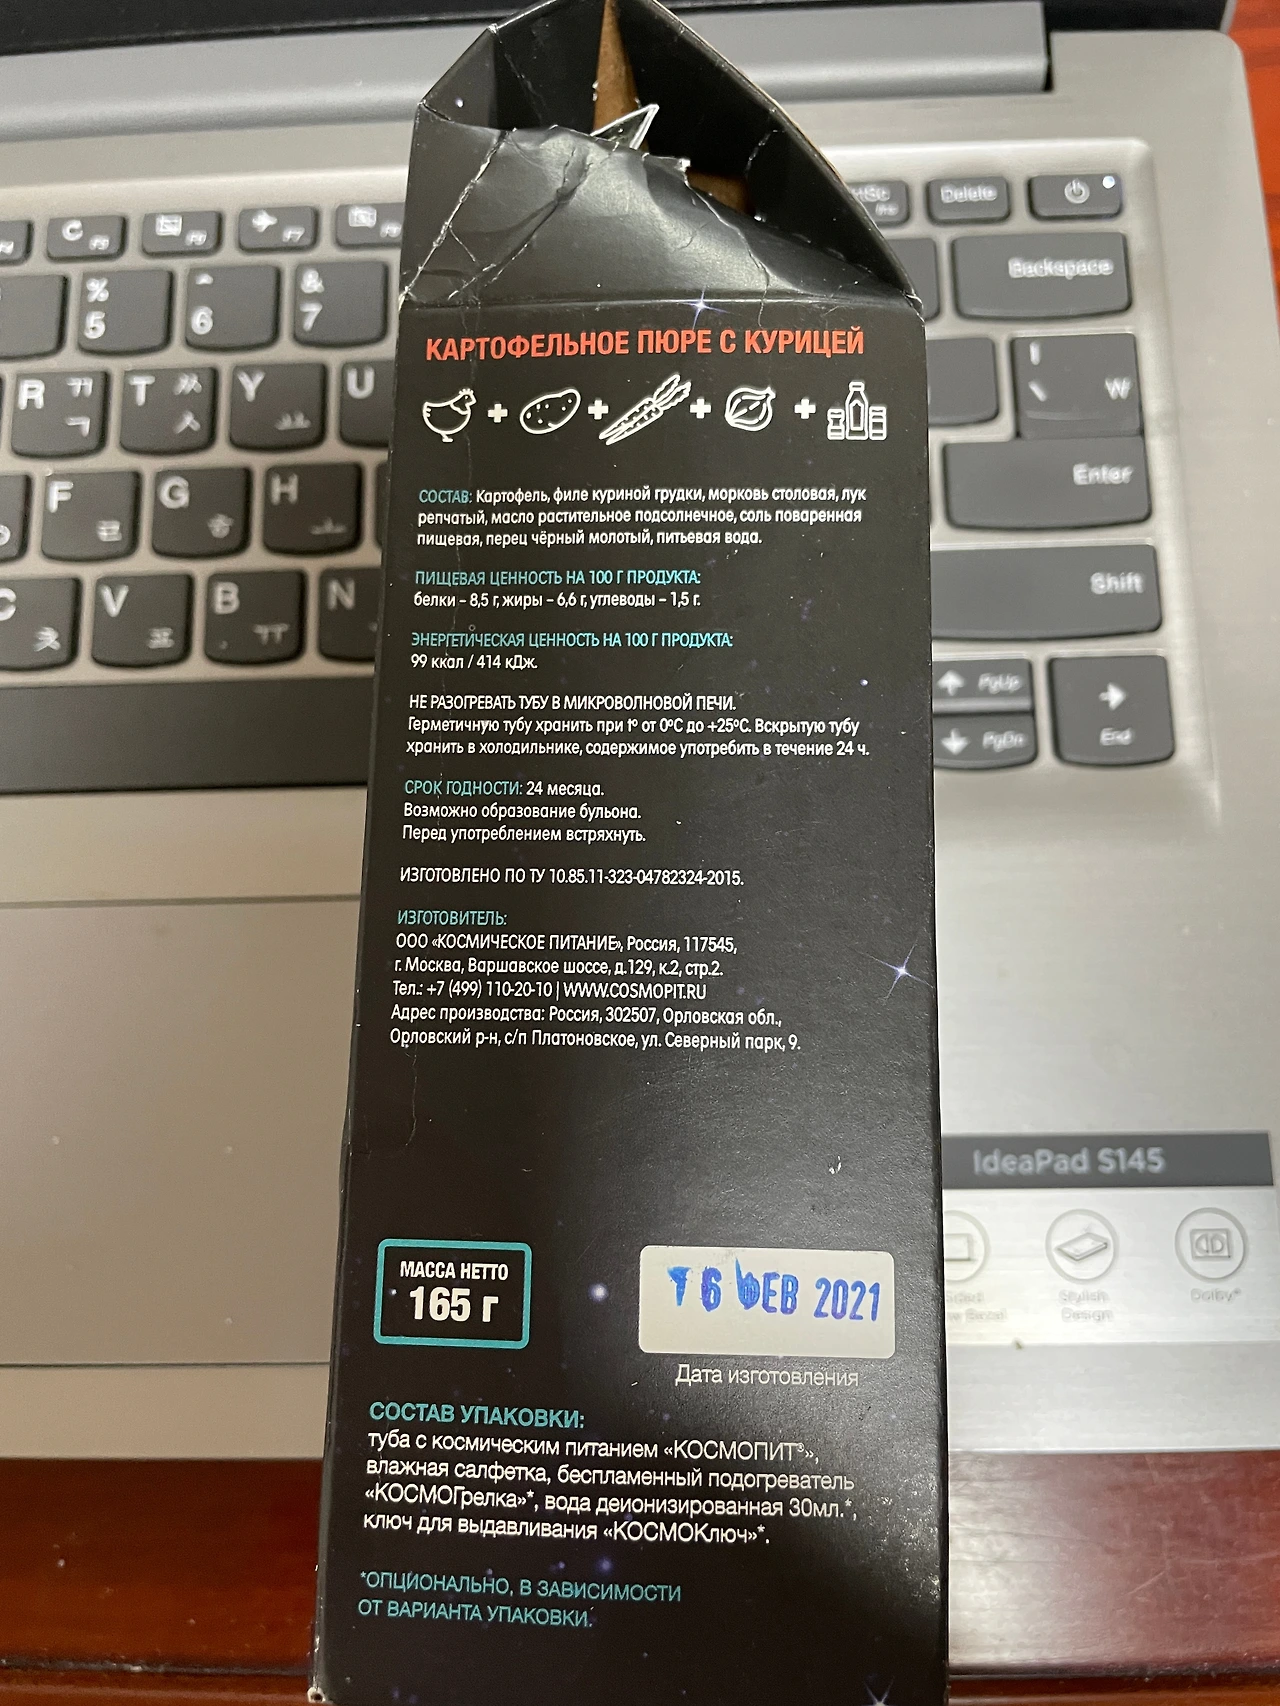 Delete
Backspace
% 5
^ 6
& 7
R ㄲ ㄱ
T ㅆ ㅅ
Y ㅛ
U
W
Enter
F ㄹ
G ㅎ
H ㅗ
C ㅊ
V ㅍ
B ㅠ
N
Shift
PgUp
PgDn
End
КАРТОФЕЛЬНОЕ ПЮРЕ С КУРИЦЕЙ
СОСТАВ: Картофель, филе куриной грудки, морковь столовая, лук
репчатый, масло растительное подсолнечное, соль поваренная
пищевая, перец чёрный молотый, питьевая вода.
ПИЩЕВАЯ ЦЕННОСТЬ НА 100 Г ПРОДУКТА:
белки – 8,5 г, жиры – 6,6 г, углеводы – 1,5 г.
ЭНЕРГЕТИЧЕСКАЯ ЦЕННОСТЬ НА 100 Г ПРОДУКТА:
99 ккал / 414 кДж.
НЕ РАЗОГРЕВАТЬ ТУБУ В МИКРОВОЛНОВОЙ ПЕЧИ.
Герметичную тубу хранить при t° от 0°С до +25°С. Вскрытую тубу
хранить в холодильнике, содержимое употребить в течение 24 ч.
СРОК ГОДНОСТИ: 24 месяца.
Возможно образование бульона.
Перед употреблением встряхнуть.
ИЗГОТОВЛЕНО ПО ТУ 10.85.11-323-04782324-2015.
ИЗГОТОВИТЕЛЬ:
ООО «КОСМИЧЕСКОЕ ПИТАНИЕ», Россия, 117545,
г. Москва, Варшавское шоссе, д.129, к.2, стр.2.
Тел.: +7 (499) 110-20-10 | WWW.COSMOPIT.RU
Адрес производства: Россия, 302507, Орловская обл.,
Орловский р-н, с/п Платоновское, ул. Северный парк, 9.
IdeaPad S145
Stylish
Design
Dolby
МАССА НЕТТО
165 г
16 ФЕВ 2021
Дата изготовления
СОСТАВ УПАКОВКИ:
туба с космическим питанием «КОСМОПИТ®»,
влажная салфетка, беспламенный подогреватель
«КОСМОГрелка»*, вода деионизированная 30мл.*,
ключ для выдавливания «КОСМОКлюч»*.
*ОПЦИОНАЛЬНО, В ЗАВИСИМОСТИ
ОТ ВАРИАНТА УПАКОВКИ.